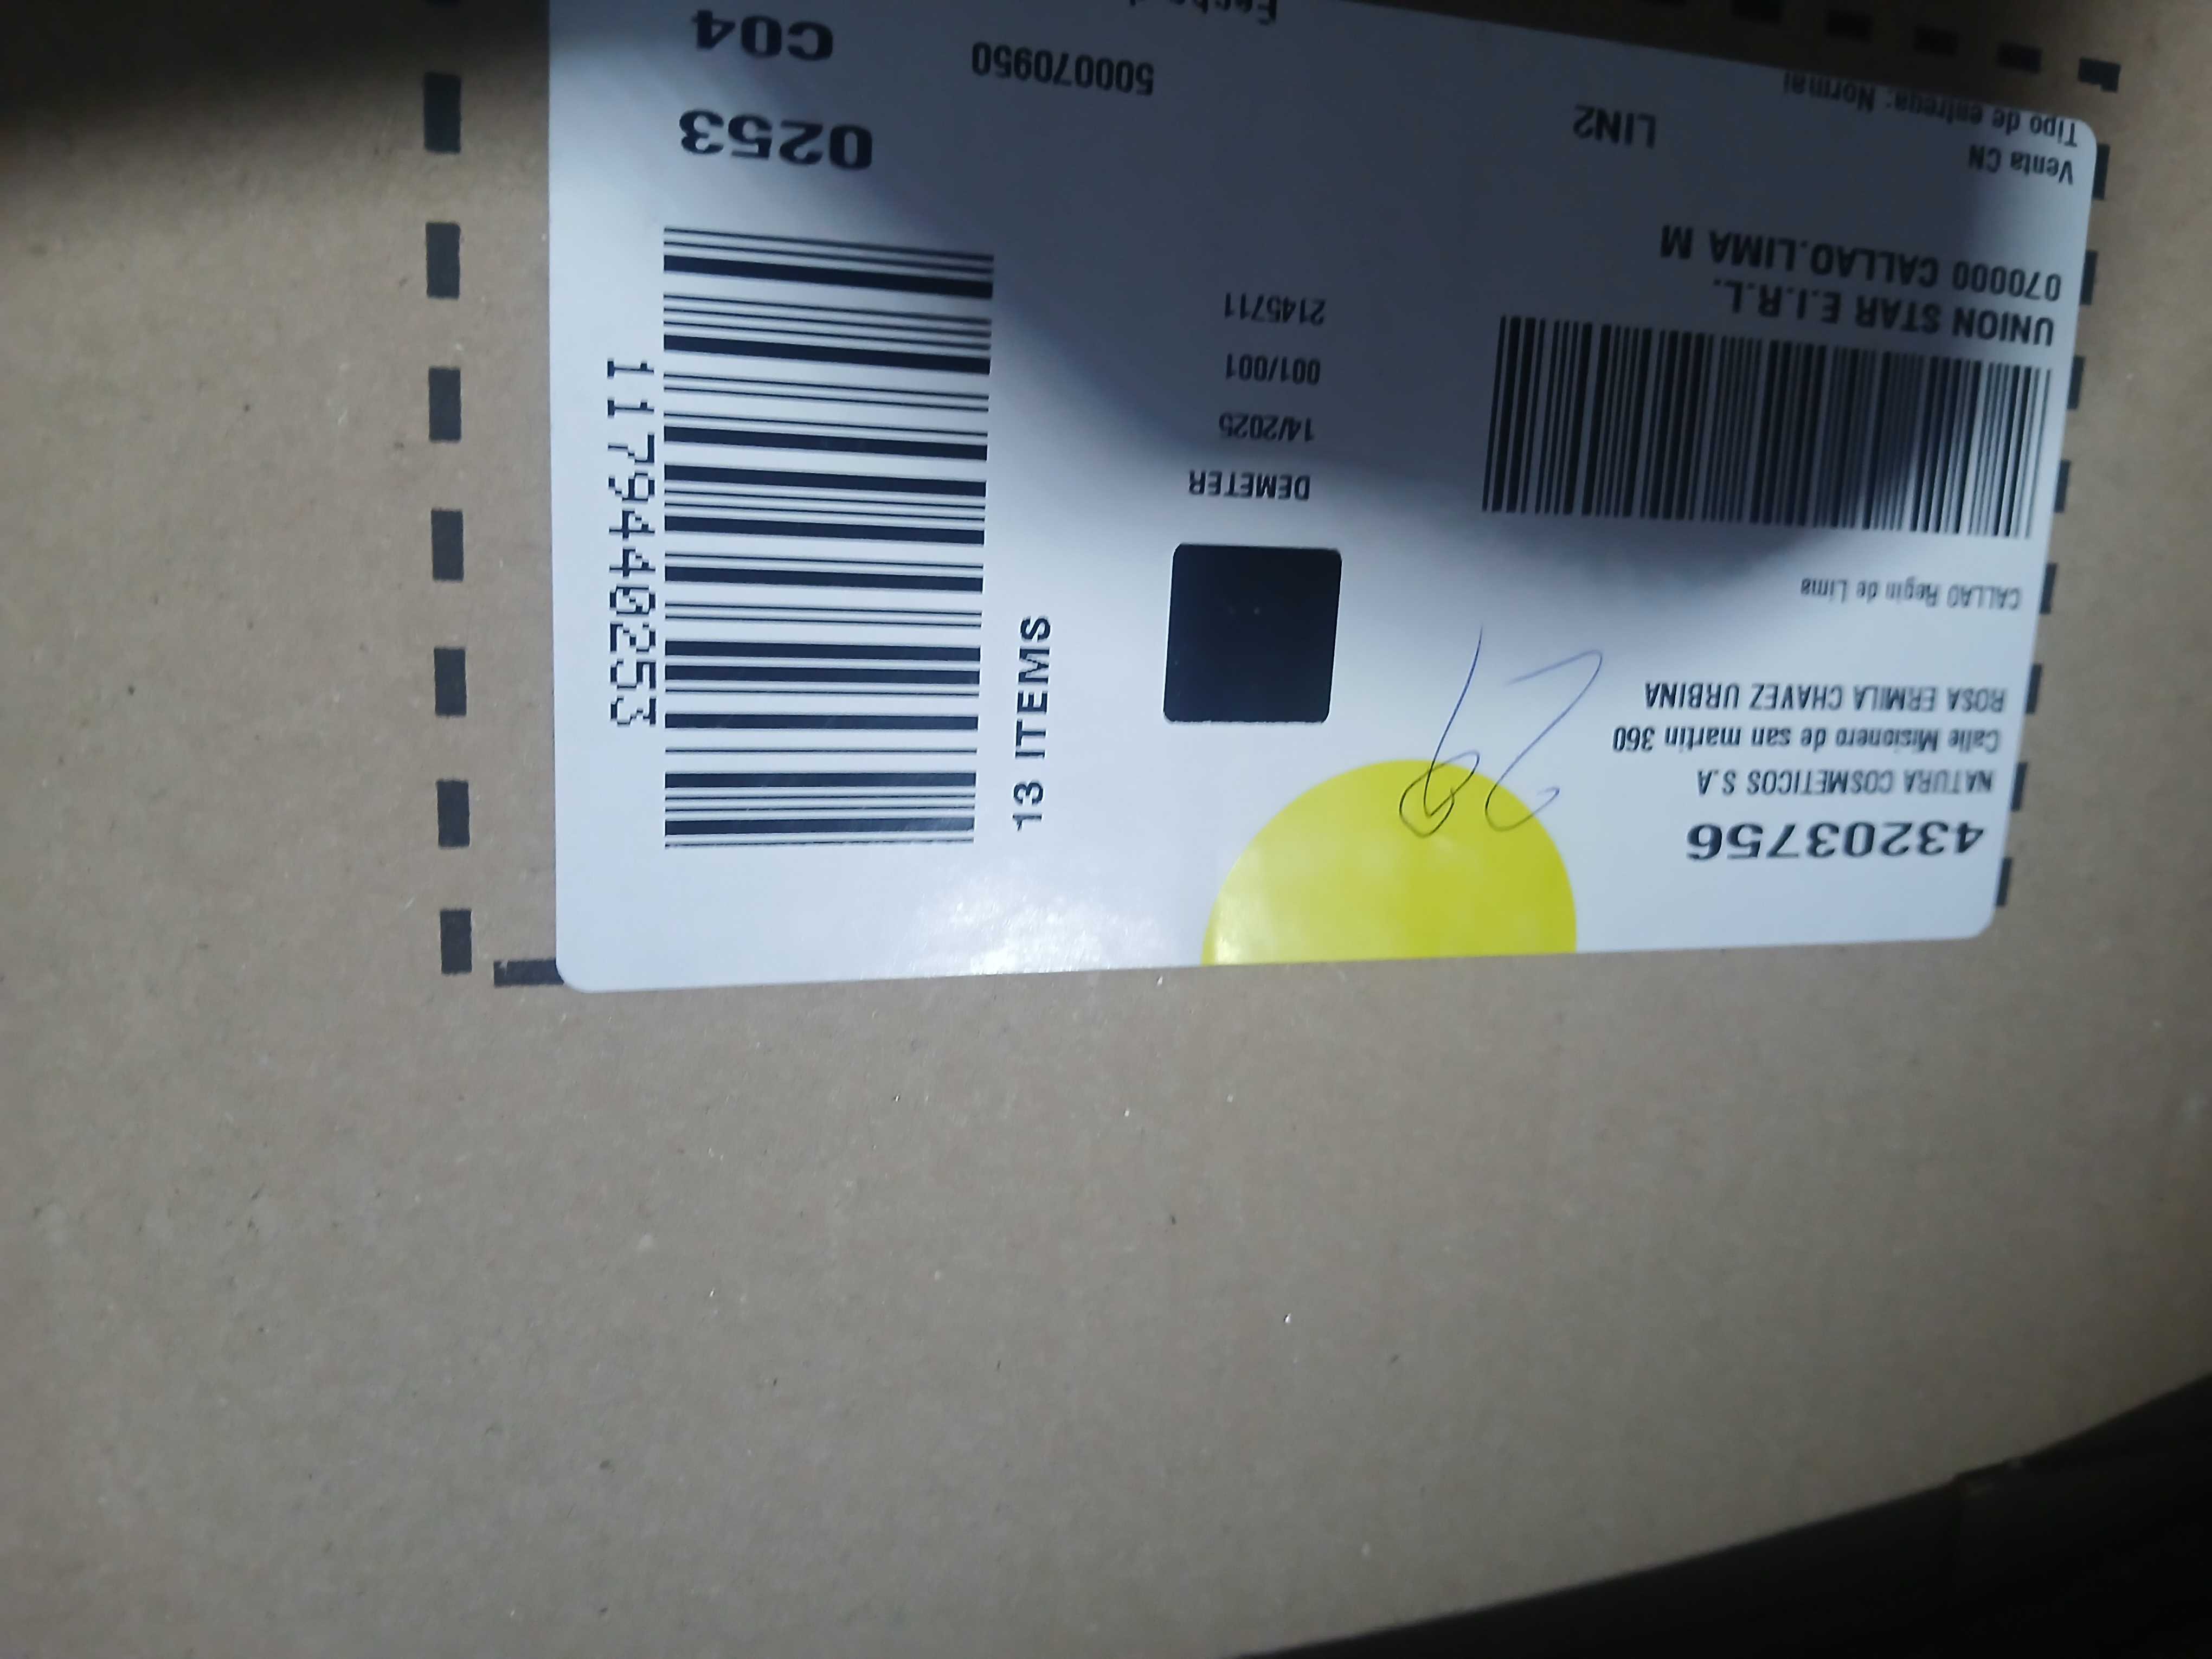 43203756
NATURA COSMETICOS S.A
Calle Misionero de san martin 360
ROSA ERMILA CHAVEZ URBINA
CALLAO Regin de Lima
UNION STAR E.I.R.L.
070000 CALLAO.LIMA M
Venta CN
Tipo de entrega: Normal
LIN2
DEMETER
14/2025
001/001
2145711
13 ITEMS
1179440253
0253
C04
500070950